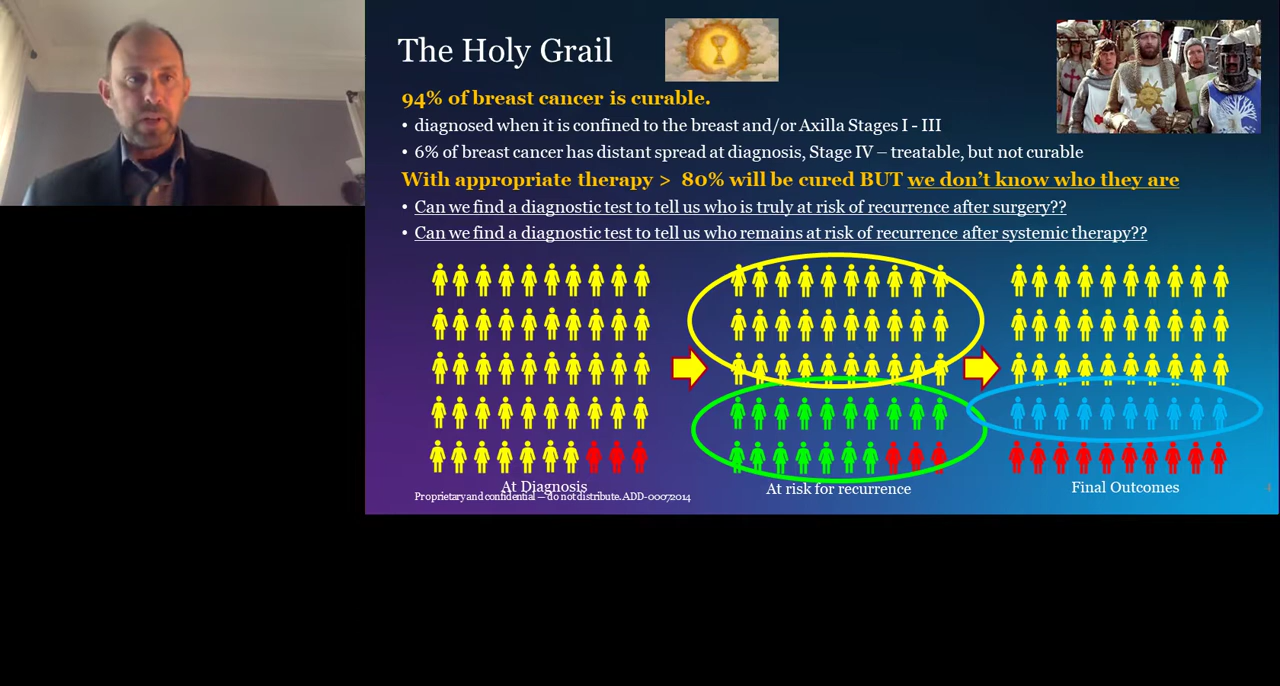 The Holy Grail
94% of breast cancer is curable.
• diagnosed when it is confined to the breast and/or Axilla Stages I - III
• 6% of breast cancer has distant spread at diagnosis, Stage IV – treatable, but not curable
With appropriate therapy > 80% will be cured BUT we don't know who they are
• Can we find a diagnostic test to tell us who is truly at risk of recurrence after surgery??
• Can we find a diagnostic test to tell us who remains at risk of recurrence after systemic therapy??
At Diagnosis
At risk for recurrence
Final Outcomes
Proprietary and confidential — do not distribute. ADD-00072014
4